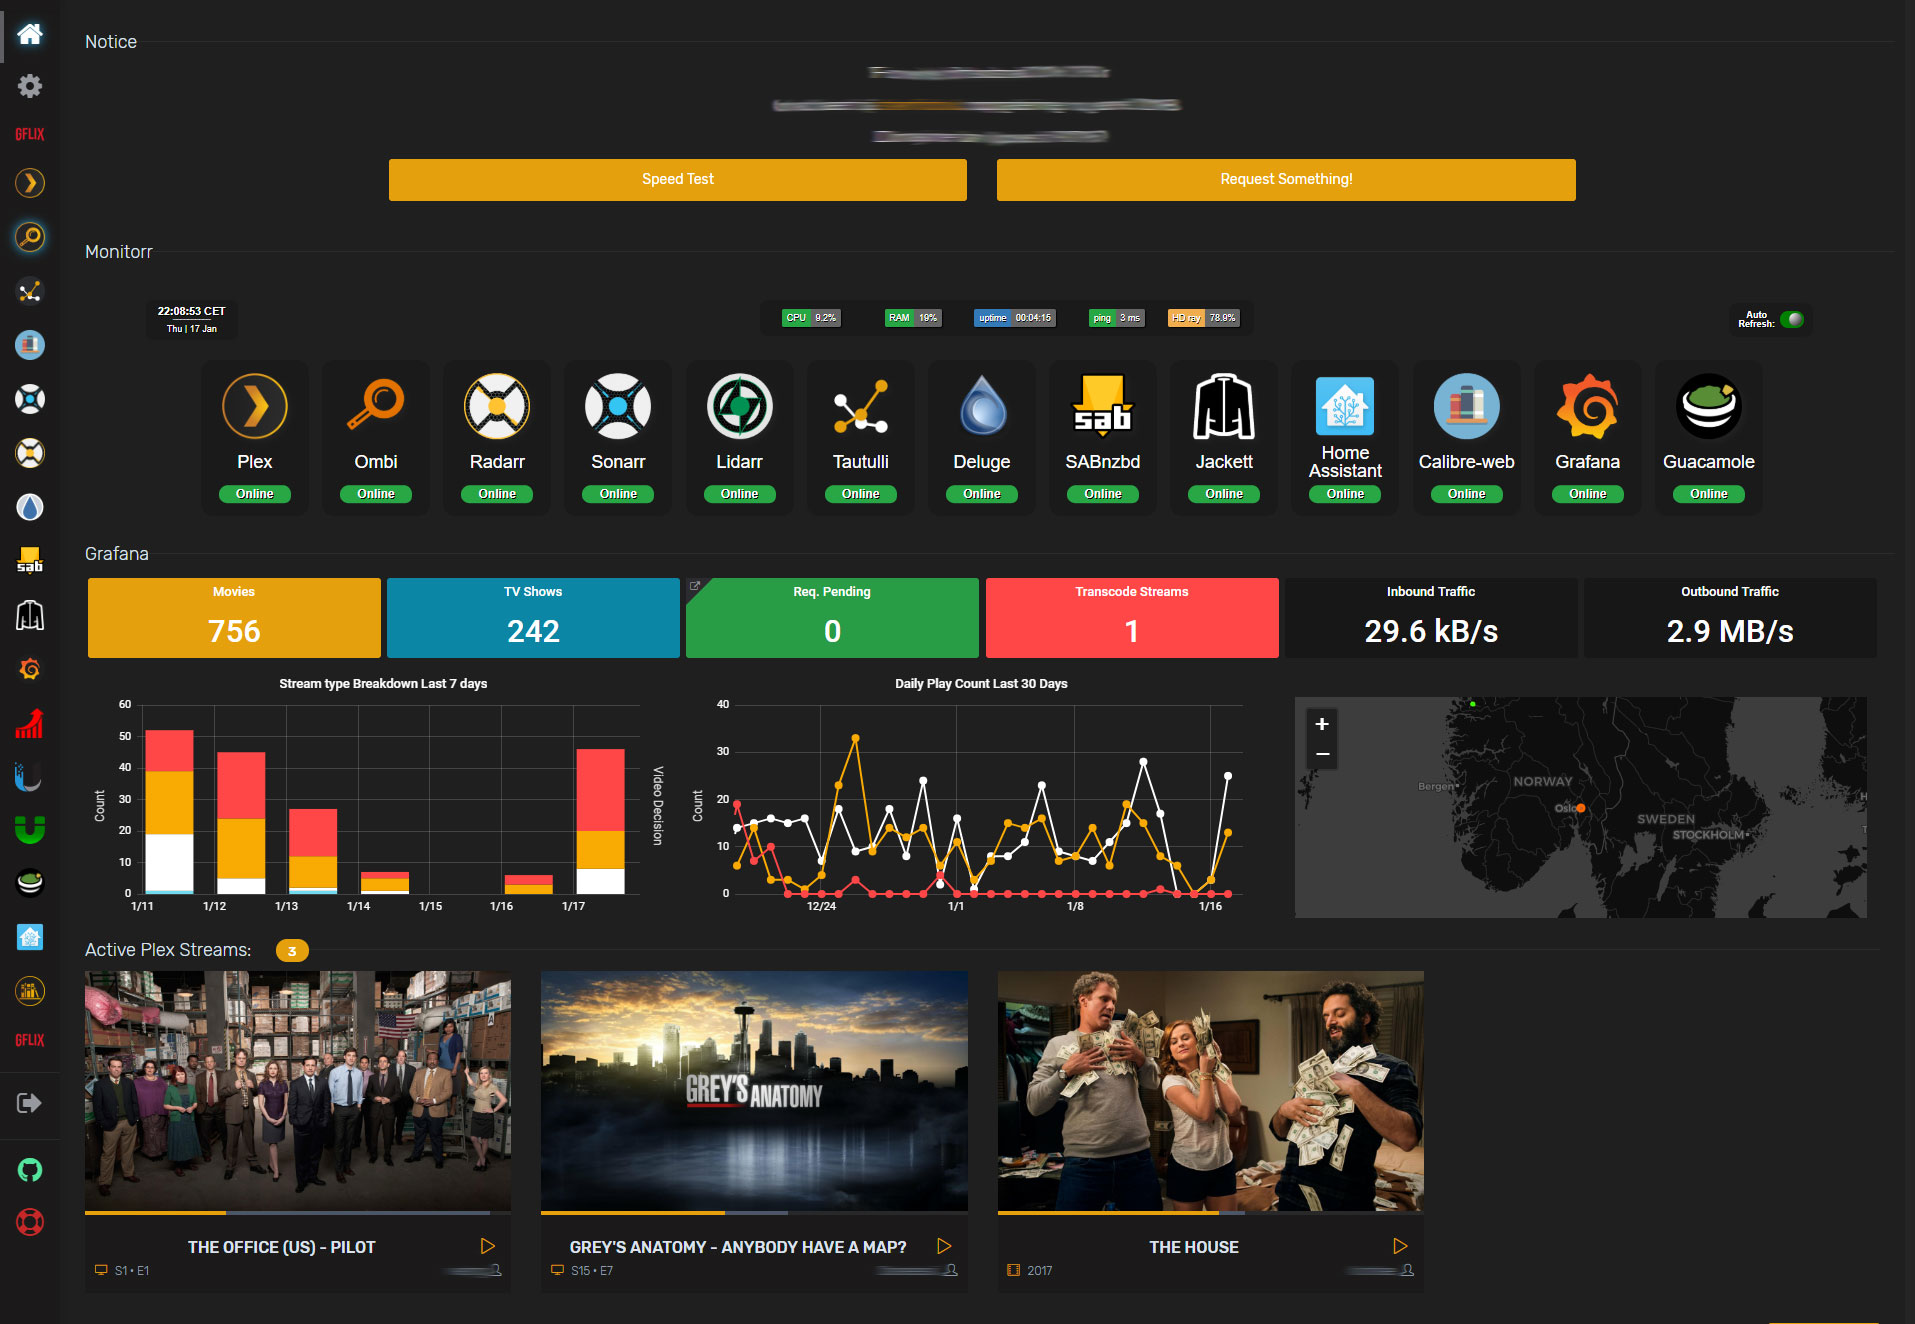 Notice
GFLIX
Speed Test
Request Something!
Monitorr
22:08:53 CET
Thu | 17 Jan
CPU 9.2%
RAM 19%
uptime 00:04:15
ping 3 ms
HD ray 78.9%
Auto
Refresh:
Plex
Ombi
Radarr
Sonarr
Lidarr
Tautulli
Deluge
sab
SABnzbd
Jackett
Home
Assistant
Calibre-web
Grafana
Guacamole
Online
Online
Online
Online
Online
Online
Online
Online
Online
Online
Online
Online
Online
sab
Grafana
Movies
756
TV Shows
242
Req. Pending
0
Transcode Streams
1
Inbound Traffic
29.6 kB/s
Outbound Traffic
2.9 MB/s
Stream type Breakdown Last 7 days
60
50
40
30
20
10
0
Count
1/11
1/12
1/13
1/14
1/15
1/16
1/17
Video Decision
Daily Play Count Last 30 Days
40
30
20
10
0
Count
12/24
1/1
1/8
1/16
+
−
Bergen
NORWAY
Oslo
SWEDEN
STOCKHOLM
H
T
Active Plex Streams: 3
GREY'S ANATOMY
THE OFFICE (US) - PILOT
S1 • E1
GREY'S ANATOMY - ANYBODY HAVE A MAP?
S15 • E7
THE HOUSE
2017
GFLIX